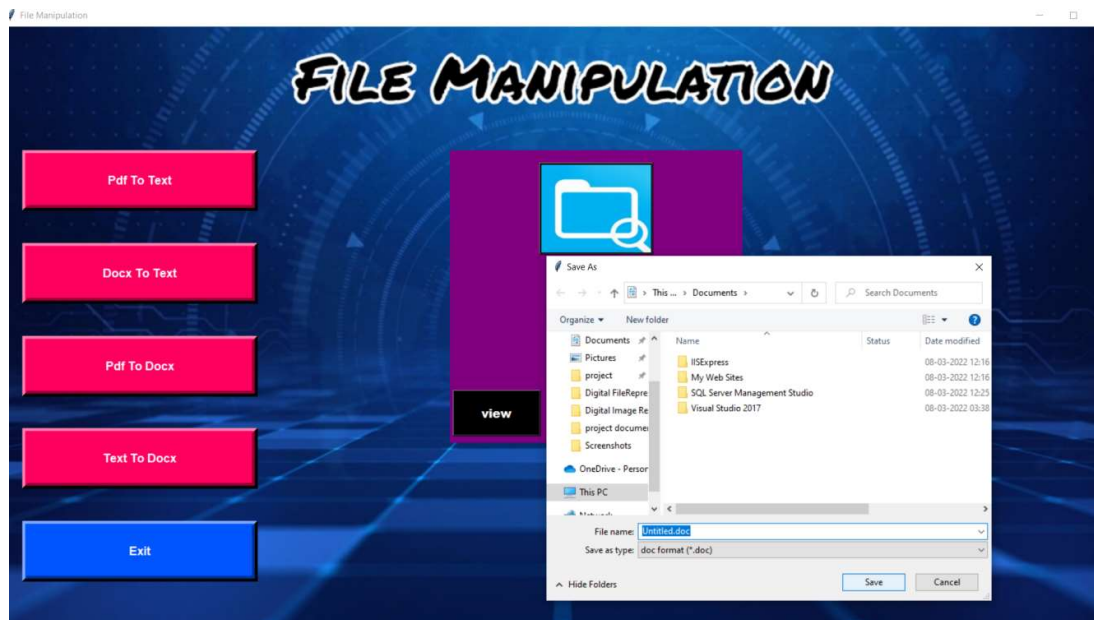 File Manipulation
FILE MANIPULATION
Pdf To Text
Docx To Text
Pdf To Docx
Text To Docx
Exit
view
Save As
This ... > Documents >
Search Documents
Organize
New folder
Documents
Pictures
project
Digital FileRepre
Digital Image Re
project documen
Screenshots
OneDrive - Person
This PC
Network
Name Status Date modified
IISExpress 08-03-2022 12:16
My Web Sites 08-03-2022 12:16
SQL Server Management Studio 08-03-2022 12:25
Visual Studio 2017 08-03-2022 03:38
File name: Untitled.doc
Save as type: doc format (*.doc)
Hide Folders
Save
Cancel